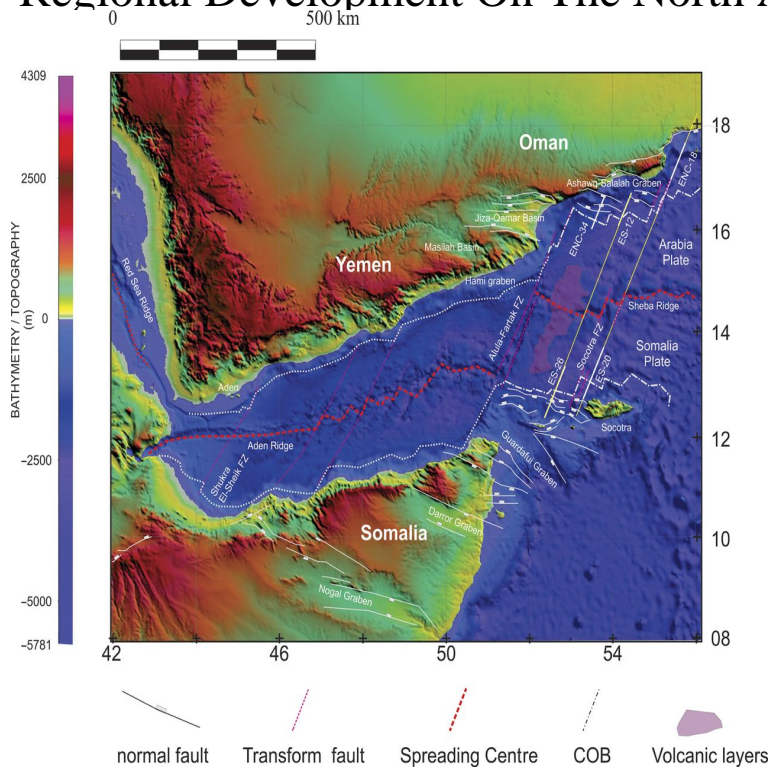 Regional Development On The North A
0 500 km
4309
2500
0
−2500
−5000
−5781
BATHYMETRY / TOPOGRAPHY
(m)
18
16
14
12
10
08
42 46 50 54
Oman
Ashawq-Salalah Graben
ENC-18
Jiza-Qamar Basin
ENC-34
ES-12
Masilah Basin
Arabia
Plate
Yemen
Hami graben
Red Sea Ridge
Sheba Ridge
Alula-Fartak FZ
Socotra FZ
Somalia
Plate
ES-26
ES-20
Aden
Socotra
Aden Ridge
Guardafui Graben
Shukra
El-Sheik FZ
Darror Graben
Somalia
Nogal Graben
normal fault Transform fault Spreading Centre COB Volcanic layers